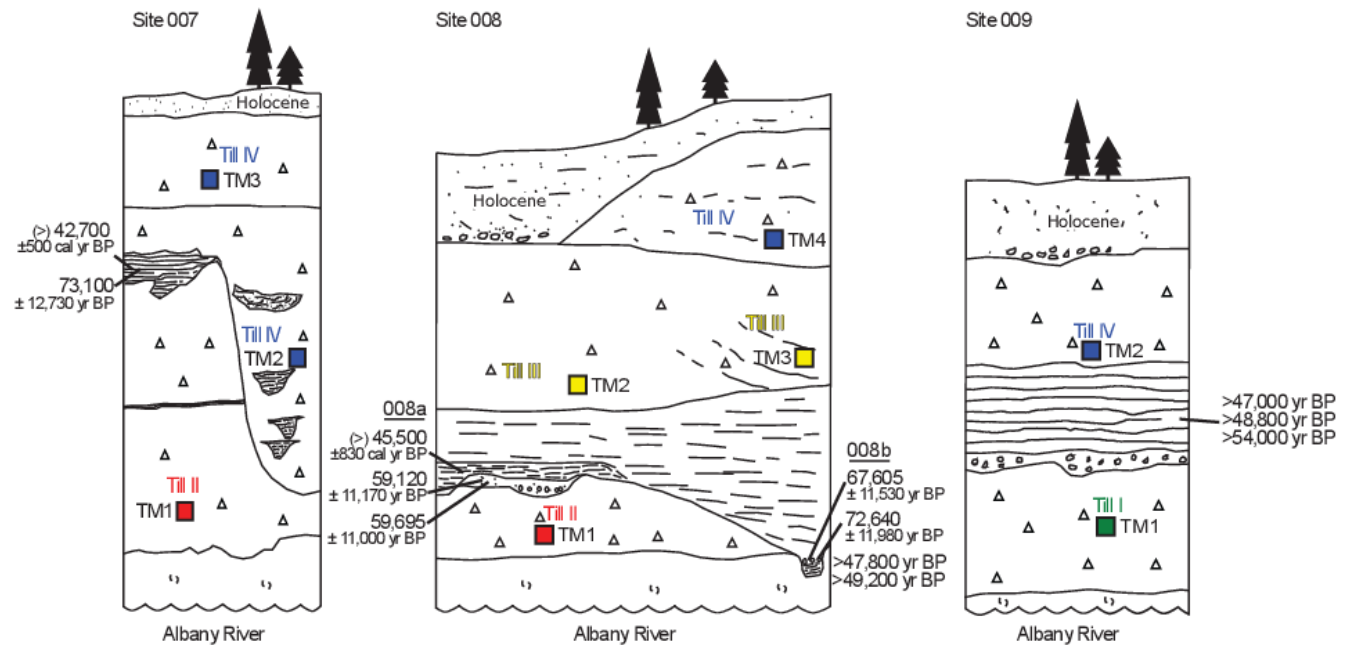 Site 007
Holocene
Till IV
TM3
(>) 42,700
±500 cal yr BP
73,100
± 12,730 yr BP
Till IV
TM2
Till II
TM1
Albany River
Site 008
Holocene
Till IV
TM4
Till III
TM3
Till III
TM2
008a
(>) 45,500
±830 cal yr BP
59,120
± 11,170 yr BP
59,695
± 11,000 yr BP
Till II
TM1
008b
67,605
± 11,530 yr BP
72,640
± 11,980 yr BP
>47,800 yr BP
>49,200 yr BP
Albany River
Site 009
Holocene
Till IV
TM2
>47,000 yr BP
>48,800 yr BP
>54,000 yr BP
Till I
TM1
Albany River